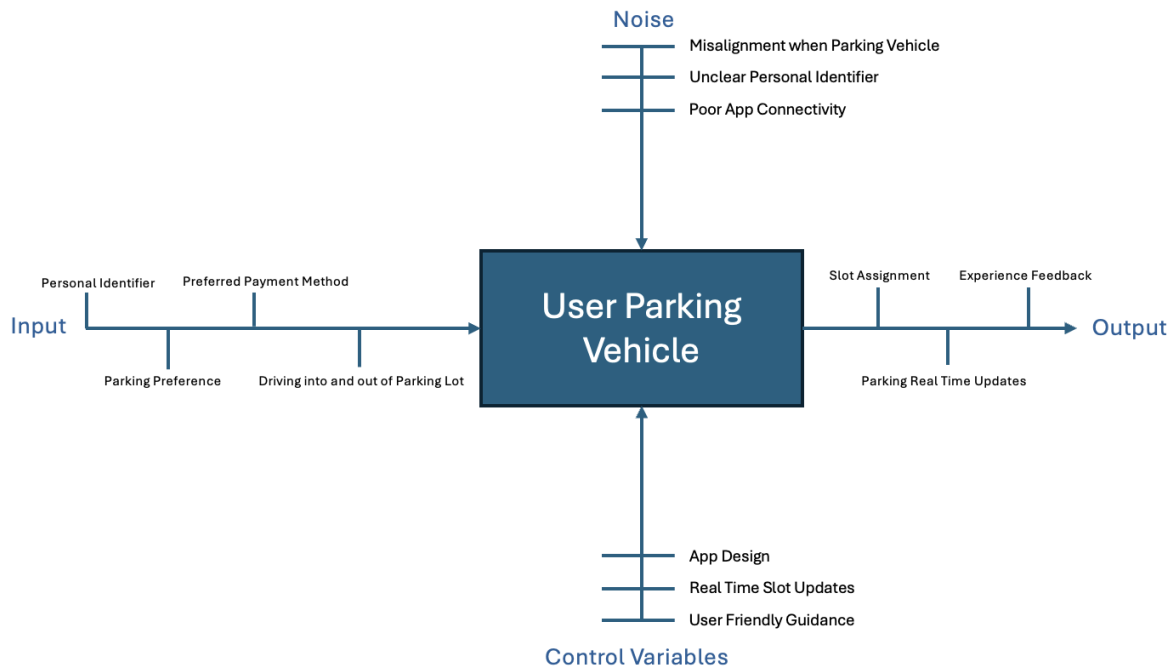 Noise
Misalignment when Parking Vehicle
Unclear Personal Identifier
Poor App Connectivity
Personal Identifier
Preferred Payment Method
Input
Parking Preference
Driving into and out of Parking Lot
User Parking
Vehicle
Slot Assignment
Experience Feedback
Output
Parking Real Time Updates
App Design
Real Time Slot Updates
User Friendly Guidance
Control Variables